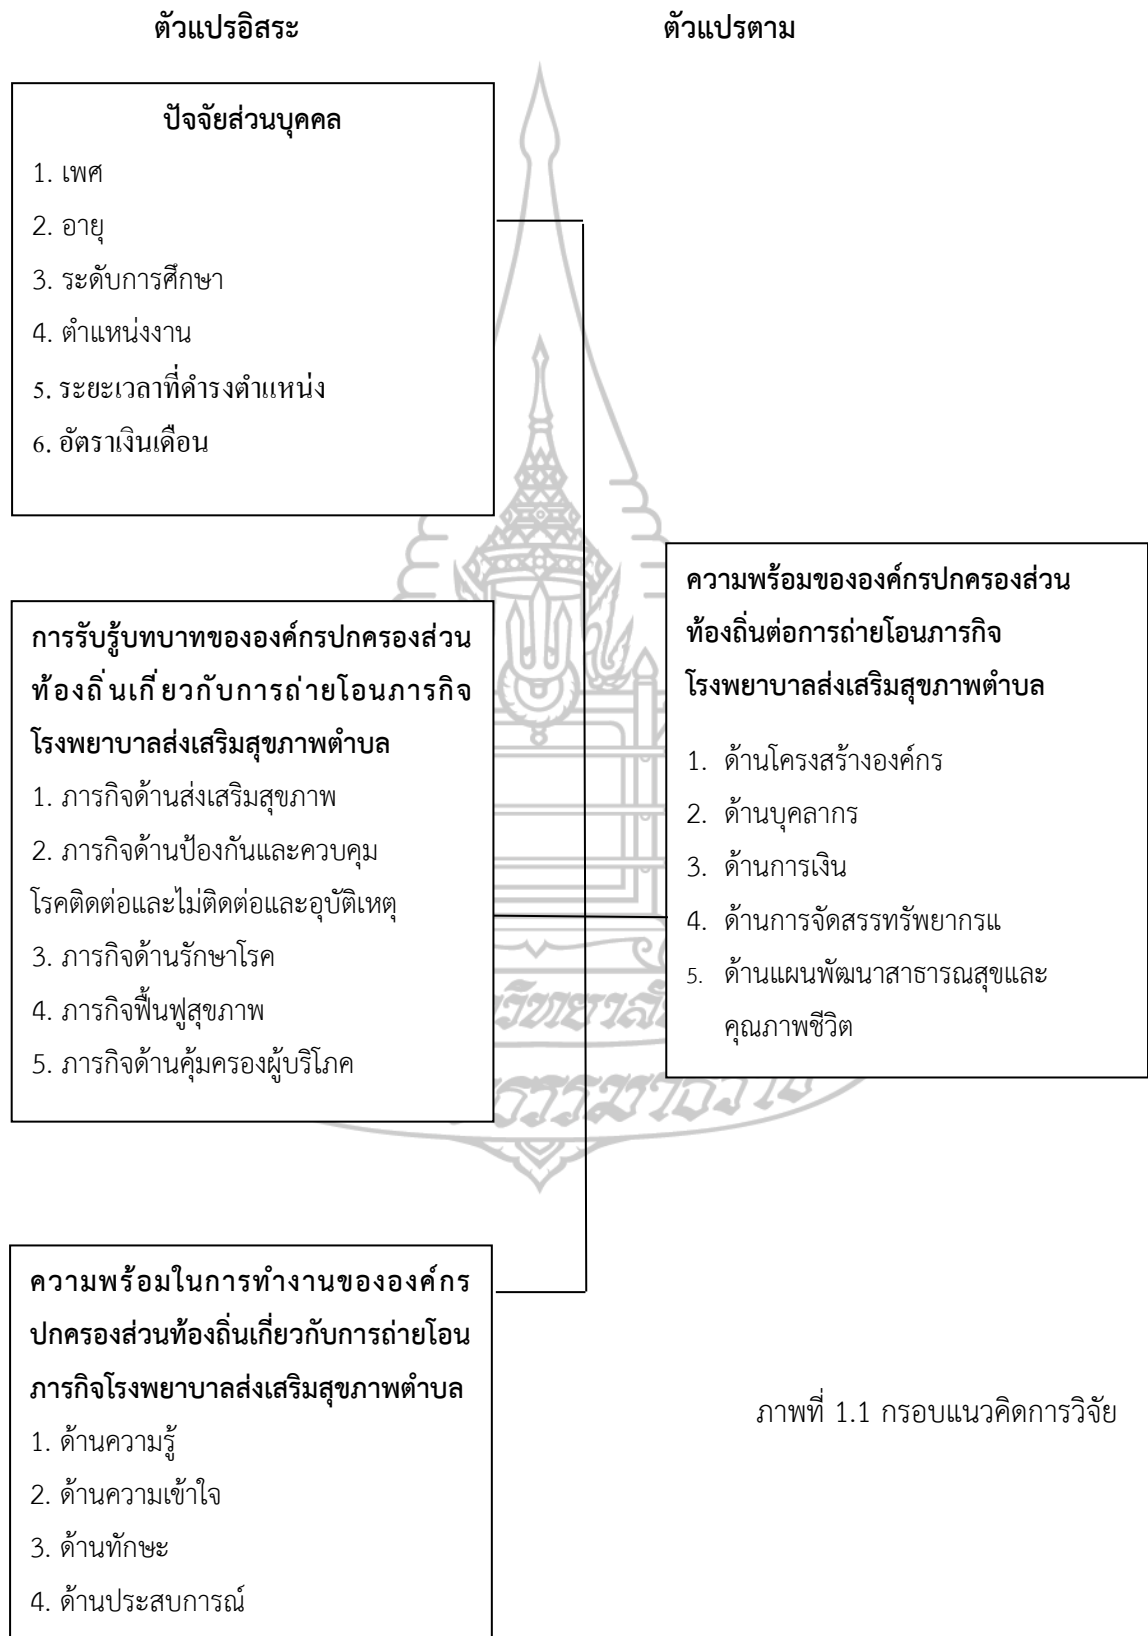 ตัวแปรอิสระ
ตัวแปรตาม
ปัจจัยส่วนบุคคล
1. เพศ
2. อายุ
3. ระดับการศึกษา
4. ตำแหน่งงาน
5. ระยะเวลาที่ดำรงตำแหน่ง
6. อัตราเงินเดือน
การรับรู้บทบาทขององค์กรปกครองส่วน
ท้องถิ่นเกี่ยวกับการถ่ายโอนภารกิจ
โรงพยาบาลส่งเสริมสุขภาพตำบล
1. ภารกิจด้านส่งเสริมสุขภาพ
2. ภารกิจด้านป้องกันและควบคุม
โรคติดต่อและไม่ติดต่อและอุบัติเหตุ
3. ภารกิจด้านรักษาโรค
4. ภารกิจฟื้นฟูสุขภาพ
5. ภารกิจด้านคุ้มครองผู้บริโภค
ความพร้อมขององค์กรปกครองส่วน
ท้องถิ่นต่อการถ่ายโอนภารกิจ
โรงพยาบาลส่งเสริมสุขภาพตำบล
1. ด้านโครงสร้างองค์กร
2. ด้านบุคลากร
3. ด้านการเงิน
4. ด้านการจัดสรรทรัพยากรแ
5. ด้านแผนพัฒนาสาธารณสุขและ
คุณภาพชีวิต
ความพร้อมในการทำงานขององค์กร
ปกครองส่วนท้องถิ่นเกี่ยวกับการถ่ายโอน
ภารกิจโรงพยาบาลส่งเสริมสุขภาพตำบล
1. ด้านความรู้
2. ด้านความเข้าใจ
3. ด้านทักษะ
4. ด้านประสบการณ์
ภาพที่ 1.1 กรอบแนวคิดการวิจัย